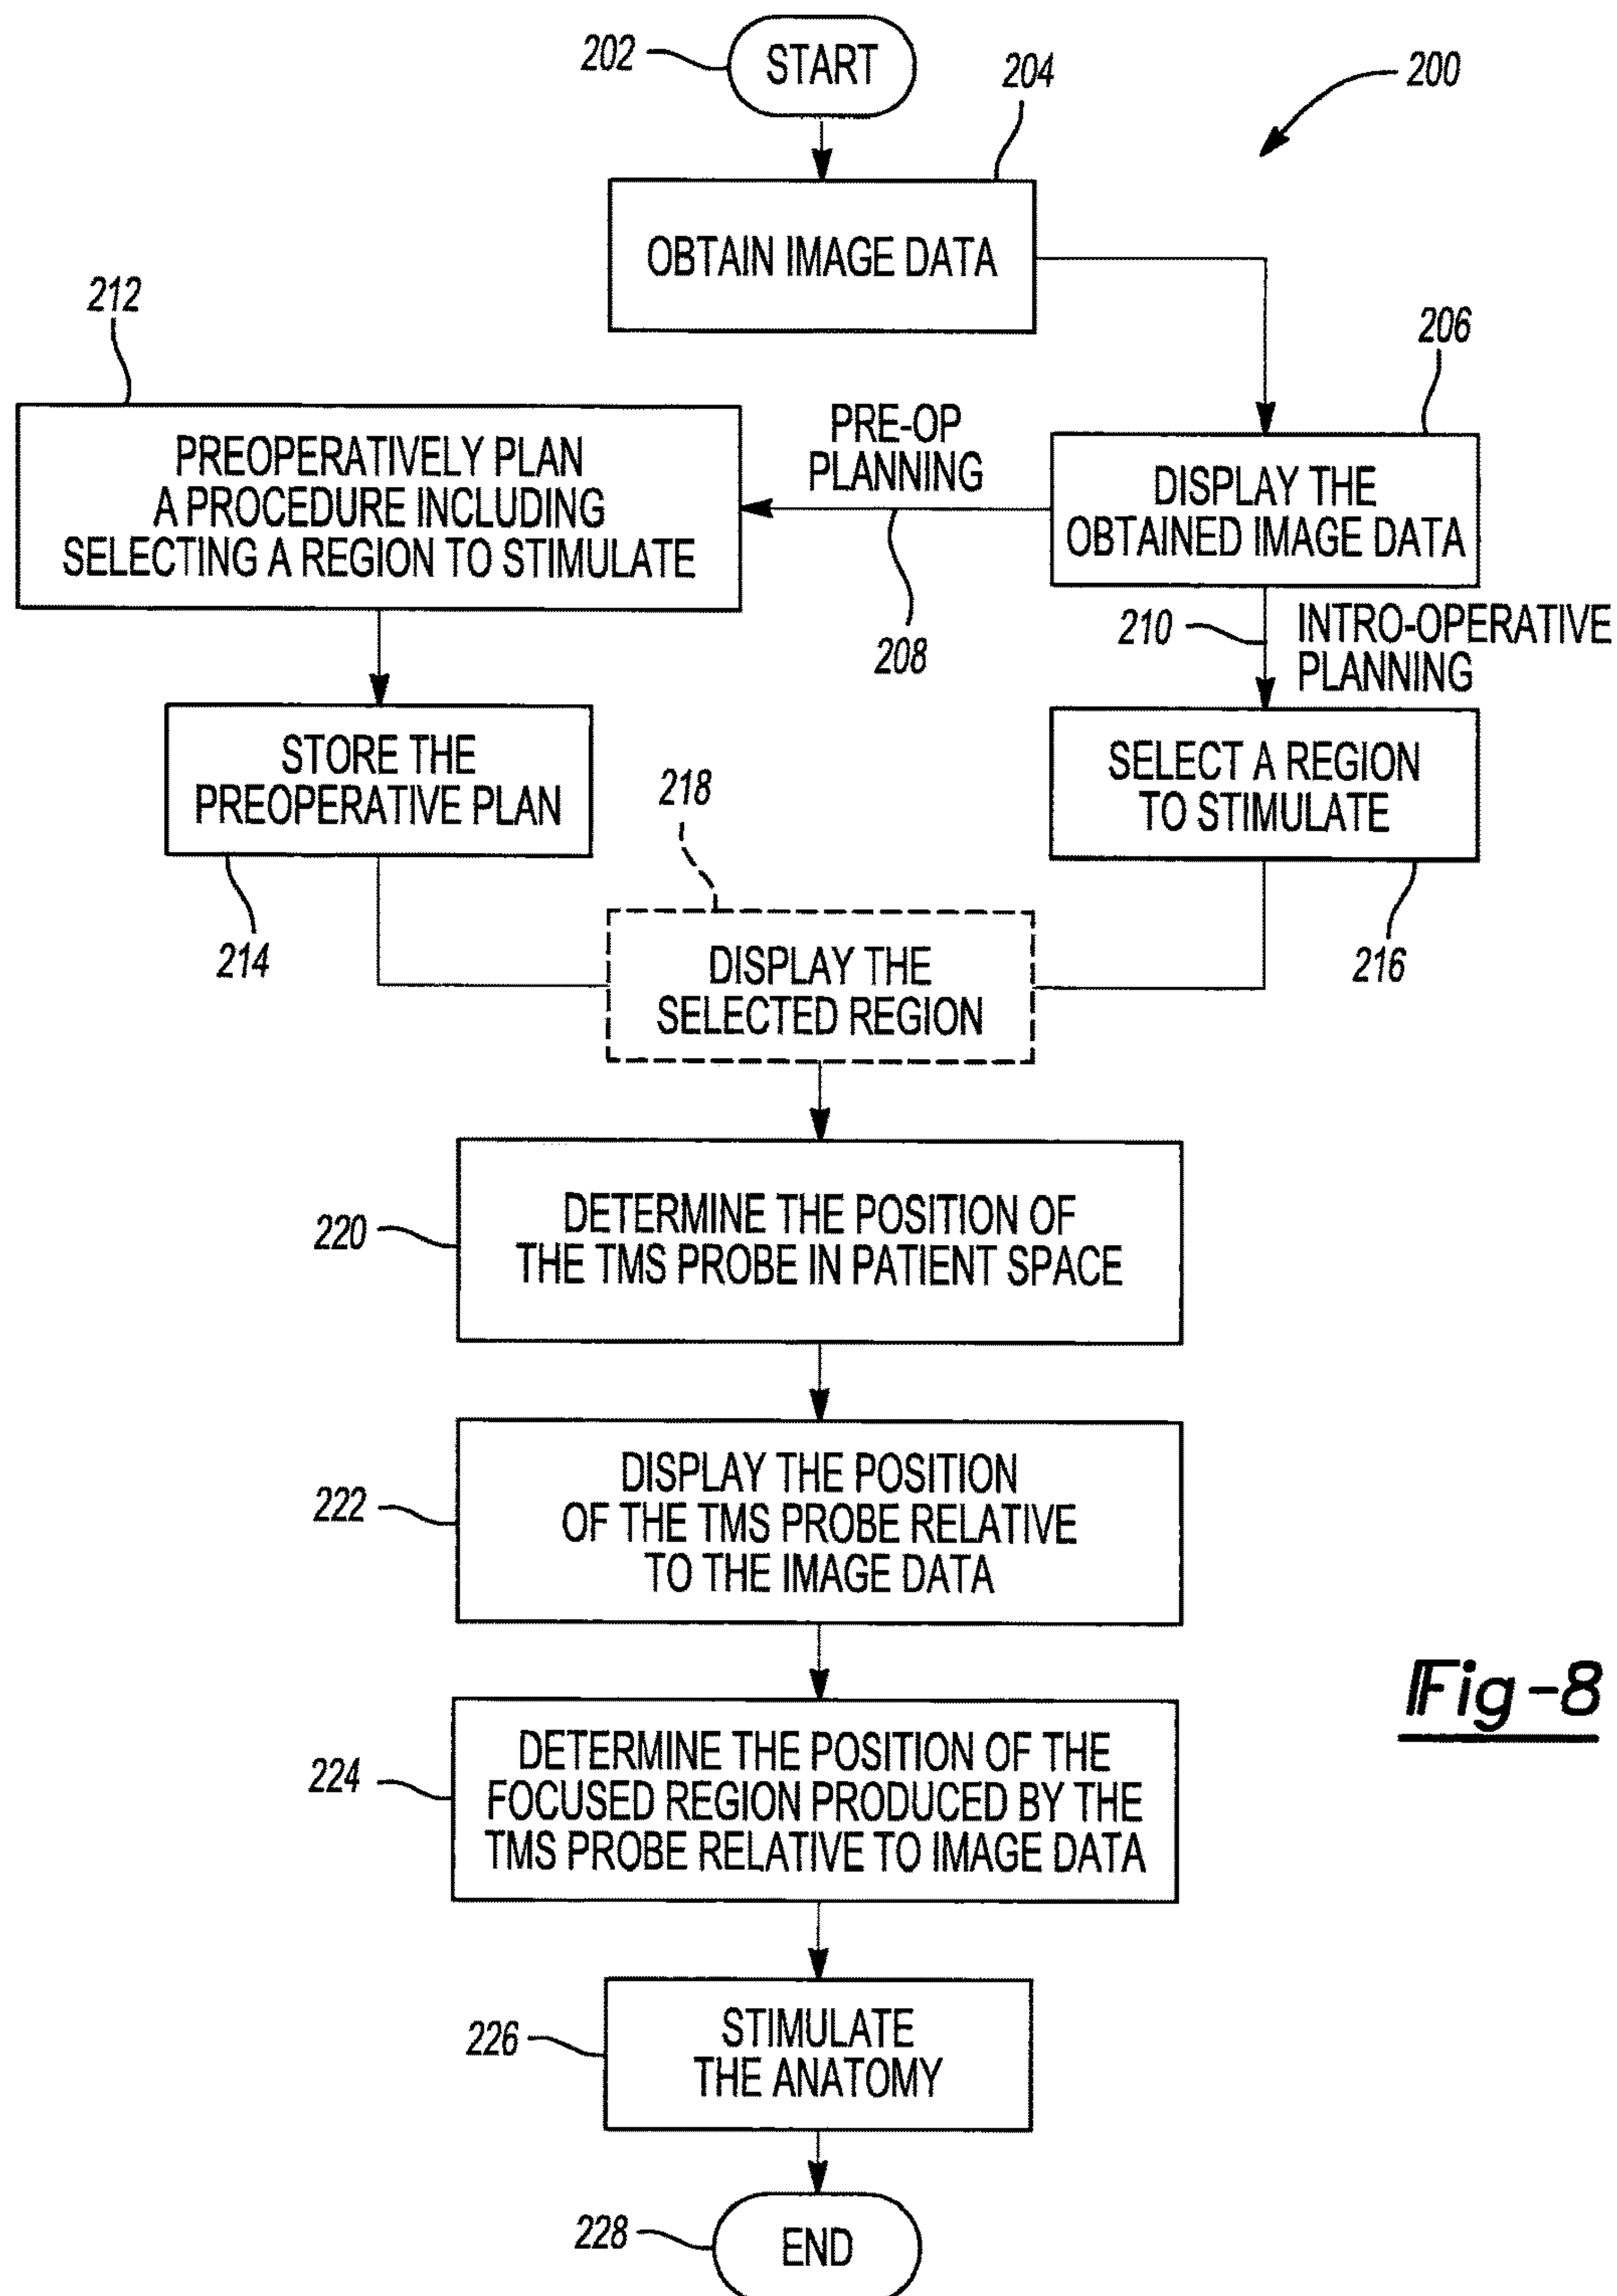 202
START
204
200
OBTAIN IMAGE DATA
212
206
PREOPERATIVELY PLAN
A PROCEDURE INCLUDING
SELECTING A REGION TO STIMULATE
PRE-OP
PLANNING
208
DISPLAY THE
OBTAINED IMAGE DATA
210
INTRO-OPERATIVE
PLANNING
STORE THE
PREOPERATIVE PLAN
214
SELECT A REGION
TO STIMULATE
216
218
DISPLAY THE
SELECTED REGION
220
DETERMINE THE POSITION OF
THE TMS PROBE IN PATIENT SPACE
222
DISPLAY THE POSITION
OF THE TMS PROBE RELATIVE
TO THE IMAGE DATA
Fig-8
224
DETERMINE THE POSITION OF THE
FOCUSED REGION PRODUCED BY THE
TMS PROBE RELATIVE TO IMAGE DATA
226
STIMULATE
THE ANATOMY
228
END